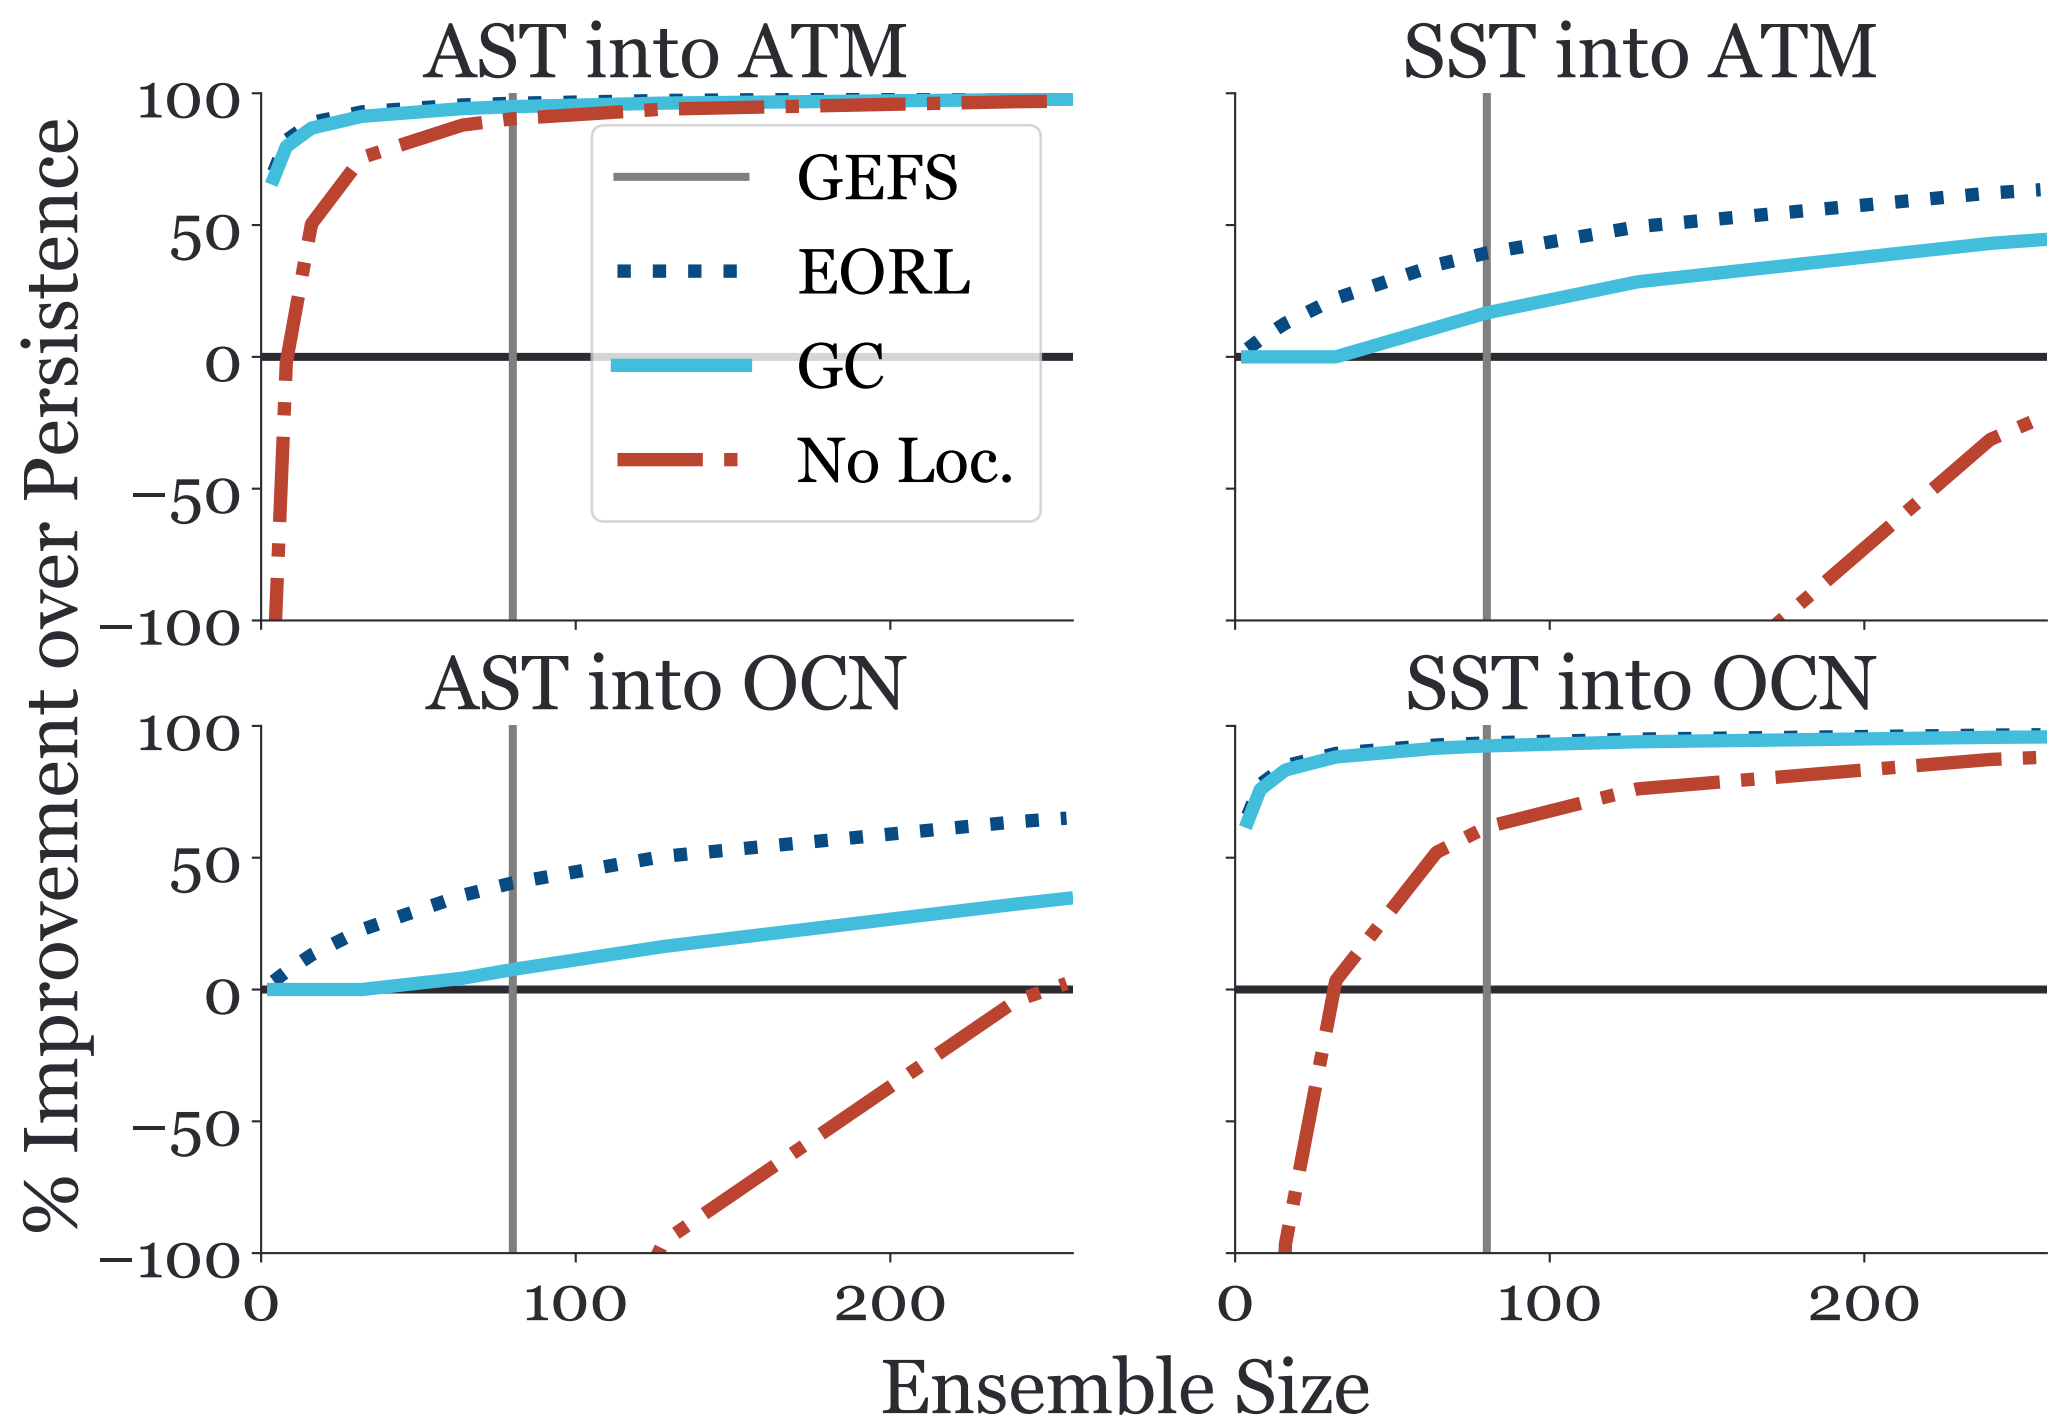 AST into ATM
SST into ATM
100
50
0
−50
−100
GEFS
EORL
GC
No Loc.
% Improvement over Persistence
AST into OCN
SST into OCN
100
50
0
−50
−100
0
100
200
0
100
200
Ensemble Size